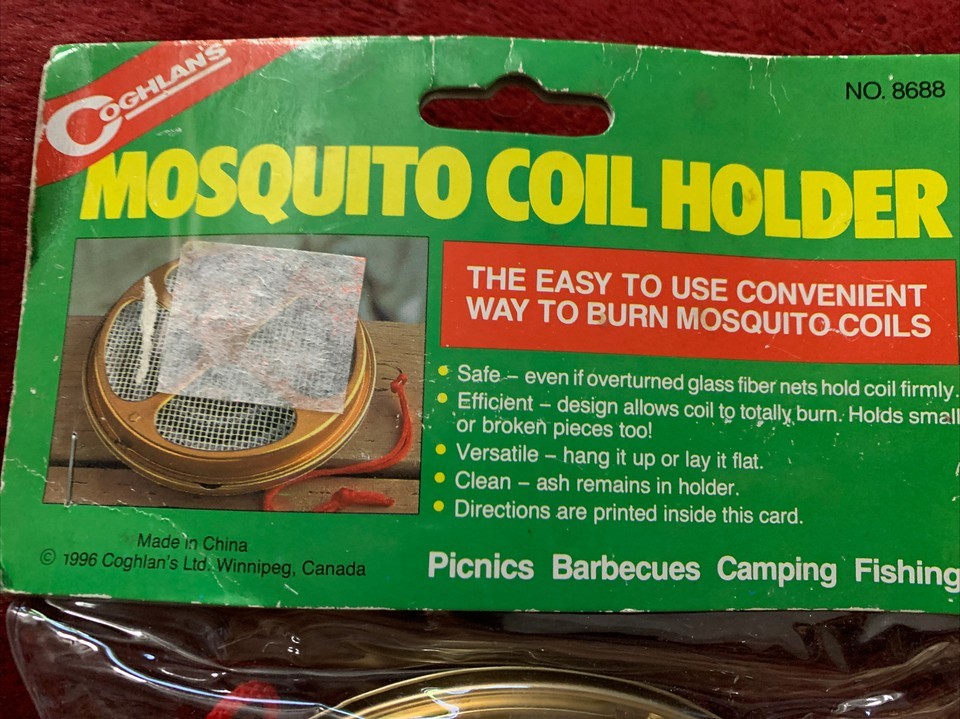 COGHLAN'S
NO. 8688
MOSQUITO COIL HOLDER
THE EASY TO USE CONVENIENT
WAY TO BURN MOSQUITO COILS
• Safe – even if overturned glass fiber nets hold coil firmly.
• Efficient – design allows coil to totally burn. Holds small
or broken pieces too!
• Versatile – hang it up or lay it flat.
• Clean – ash remains in holder.
• Directions are printed inside this card.
Made in China
© 1996 Coghlan's Ltd. Winnipeg, Canada
Picnics Barbecues Camping Fishing